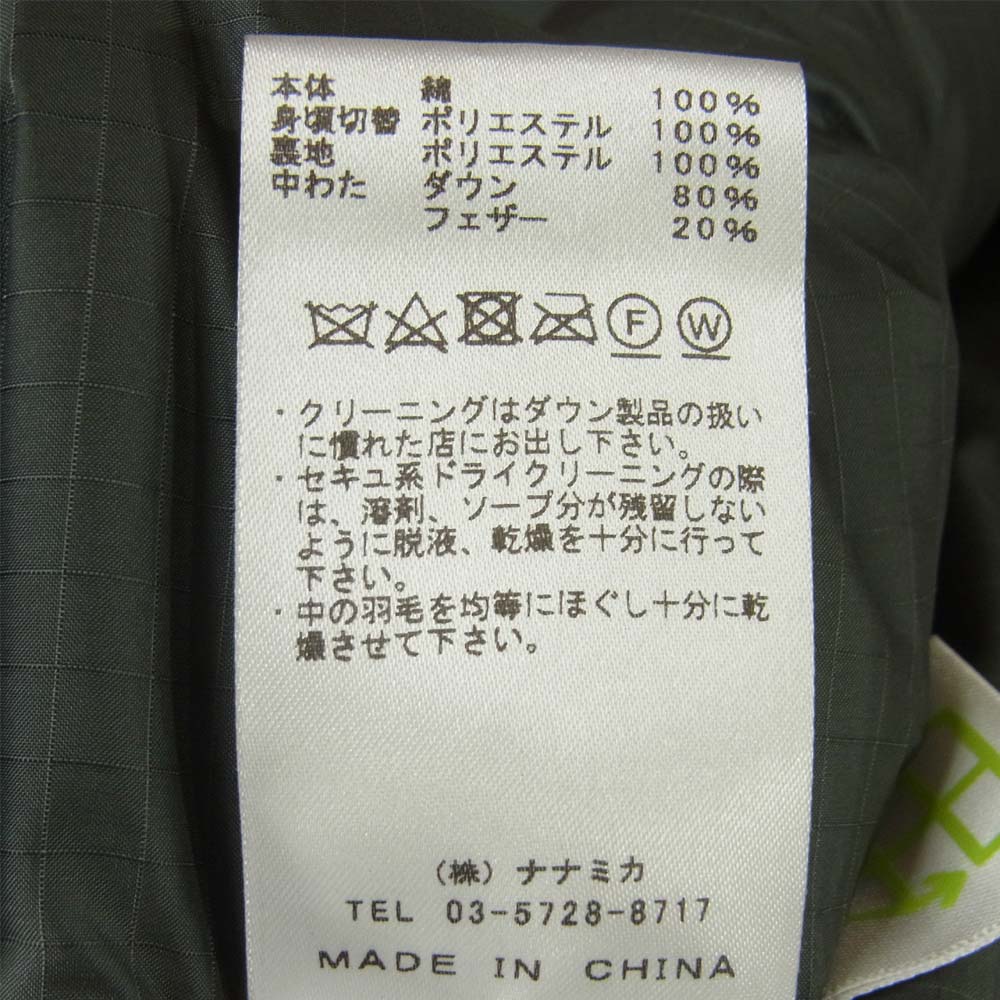 本体 綿 100%
身頃切替 ポリエステル 100%
裏地 ポリエステル 100%
中わた ダウン 80%
フェザー 20%
F W
・クリーニングはダウン製品の扱い
に慣れた店にお出し下さい。
・セキユ系ドライクリーニングの際
は、溶剤、ソープ分が残留しない
ように脱液、乾燥を十分に行って
下さい。
・中の羽毛を均等にほぐし十分に乾
燥させて下さい。
(株)ナナミカ
TEL 03-5728-8717
MADE IN CHINA